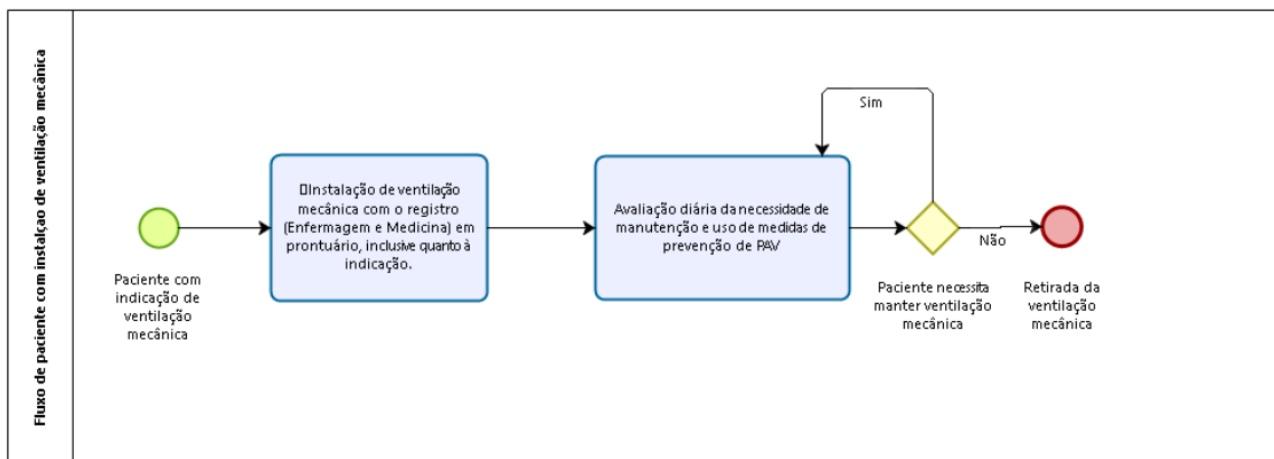 Fluxo de paciente com instalçao de ventilação mecânica
Paciente com
indicação de
ventilação
mecânica
Instalação de ventilação
mecânica com o registro
(Enfermagem e Medicina) em
prontuário, inclusive quanto à
indicação.
Avaliação diária da necessidade de
manutenção e uso de medidas de
prevenção de PAV
Sim
Não
Paciente necessita
manter ventilação
mecânica
Retirada da
ventilação
mecânica